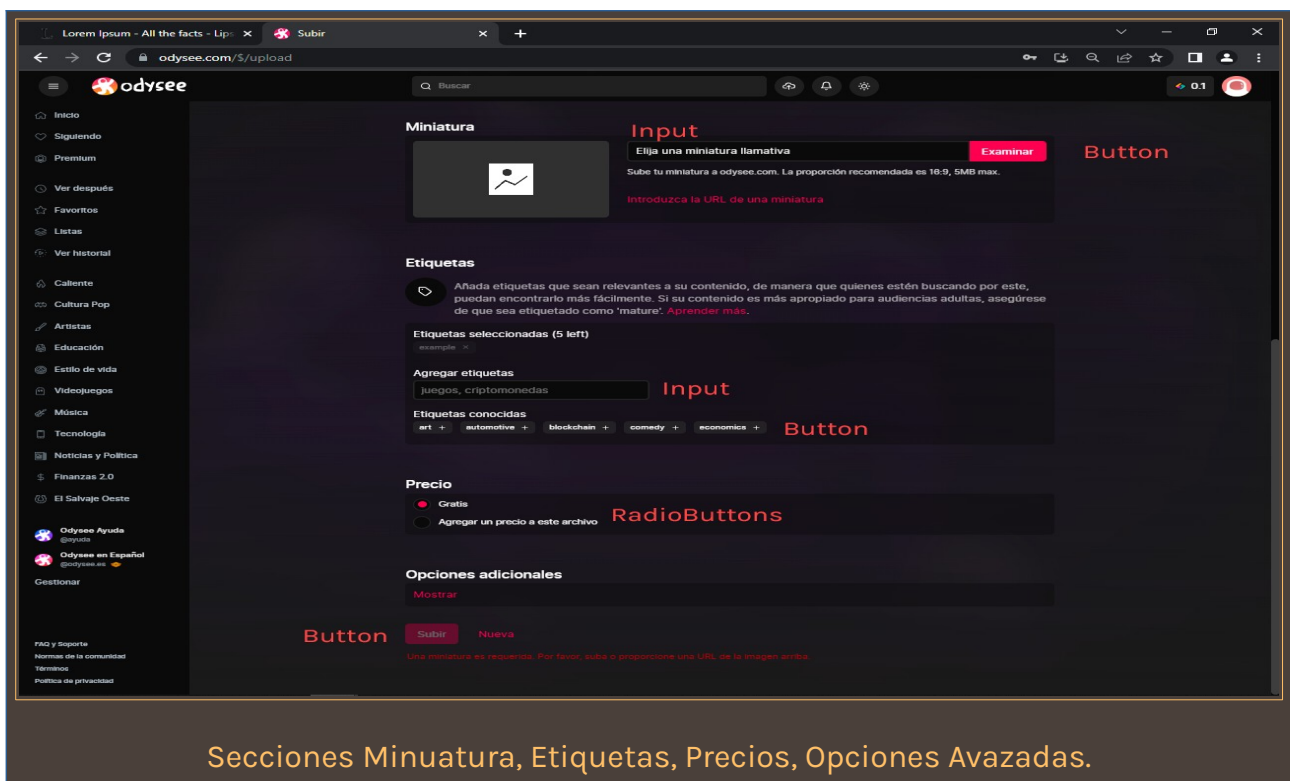 Lorem Ipsum - All the facts - Lips
Subir
odysee.com/$/upload
odysee
Buscar
0.1
Inicio
Siguiendo
Premium
Ver después
Favoritos
Listas
Ver historial
Caliente
Cultura Pop
Artistas
Educación
Estilo de vida
Videojuegos
Música
Tecnología
Noticias y Política
Finanzas 2.0
El Salvaje Oeste
Odysee Ayuda
@ayuda
Odysee en Español
@odysee.es
Gestionar
FAQ y Soporte
Normas de la comunidad
Términos
Política de privacidad
Miniatura
Input
Elija una miniatura llamativa
Examinar
Button
Sube tu miniatura a odysee.com. La proporción recomendada es 16:9, 5MB max.
Introduzca la URL de una miniatura
Etiquetas
Añada etiquetas que sean relevantes a su contenido, de manera que quienes estén buscando por este,
puedan encontrarlo más fácilmente. Si su contenido es más apropiado para audiencias adultas, asegúrese
de que sea etiquetado como 'mature'. Aprender más.
Etiquetas seleccionadas (5 left)
example ×
Agregar etiquetas
juegos, criptomonedas
Input
Etiquetas conocidas
art + automotive + blockchain + comedy + economics +
Button
Precio
Gratis
Agregar un precio a este archivo
RadioButtons
Opciones adicionales
Mostrar
Button
Subir Nueva
Una miniatura es requerida. Por favor, suba o proporcione una URL de la imagen arriba.
Secciones Minuatura, Etiquetas, Precios, Opciones Avazadas.